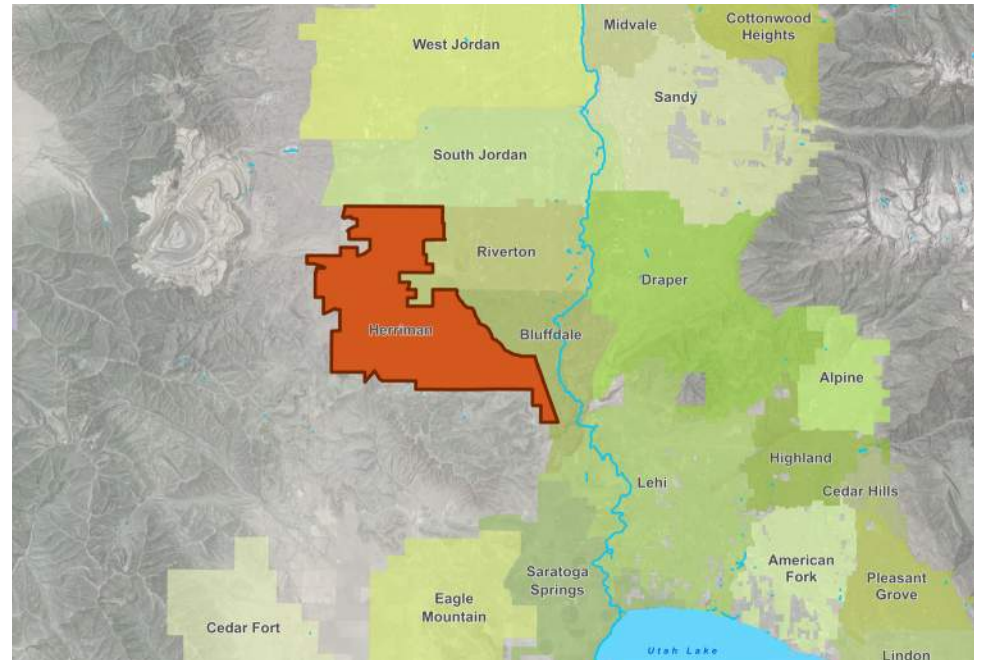 Midvale
Cottonwood
Heights
West Jordan
Sandy
South Jordan
Riverton
Draper
Herriman
Bluffdale
Alpine
Highland
Lehi
Cedar Hills
American
Fork
Saratoga
Springs
Pleasant
Grove
Eagle
Mountain
Cedar Fort
Utah Lake
Lindon